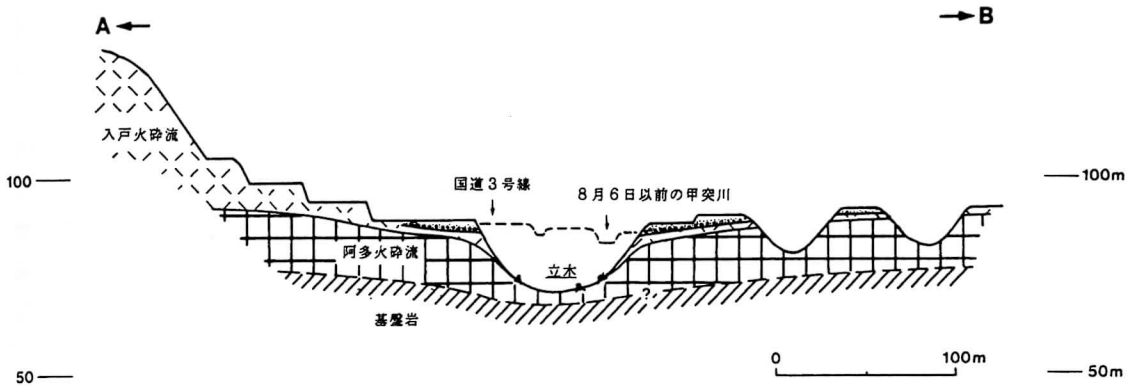 A
B
入戸火砕流
国道3号線
8月6日以前の甲突川
100
100m
阿多火砕流
立木
?
基盤岩
0
100m
50
50m